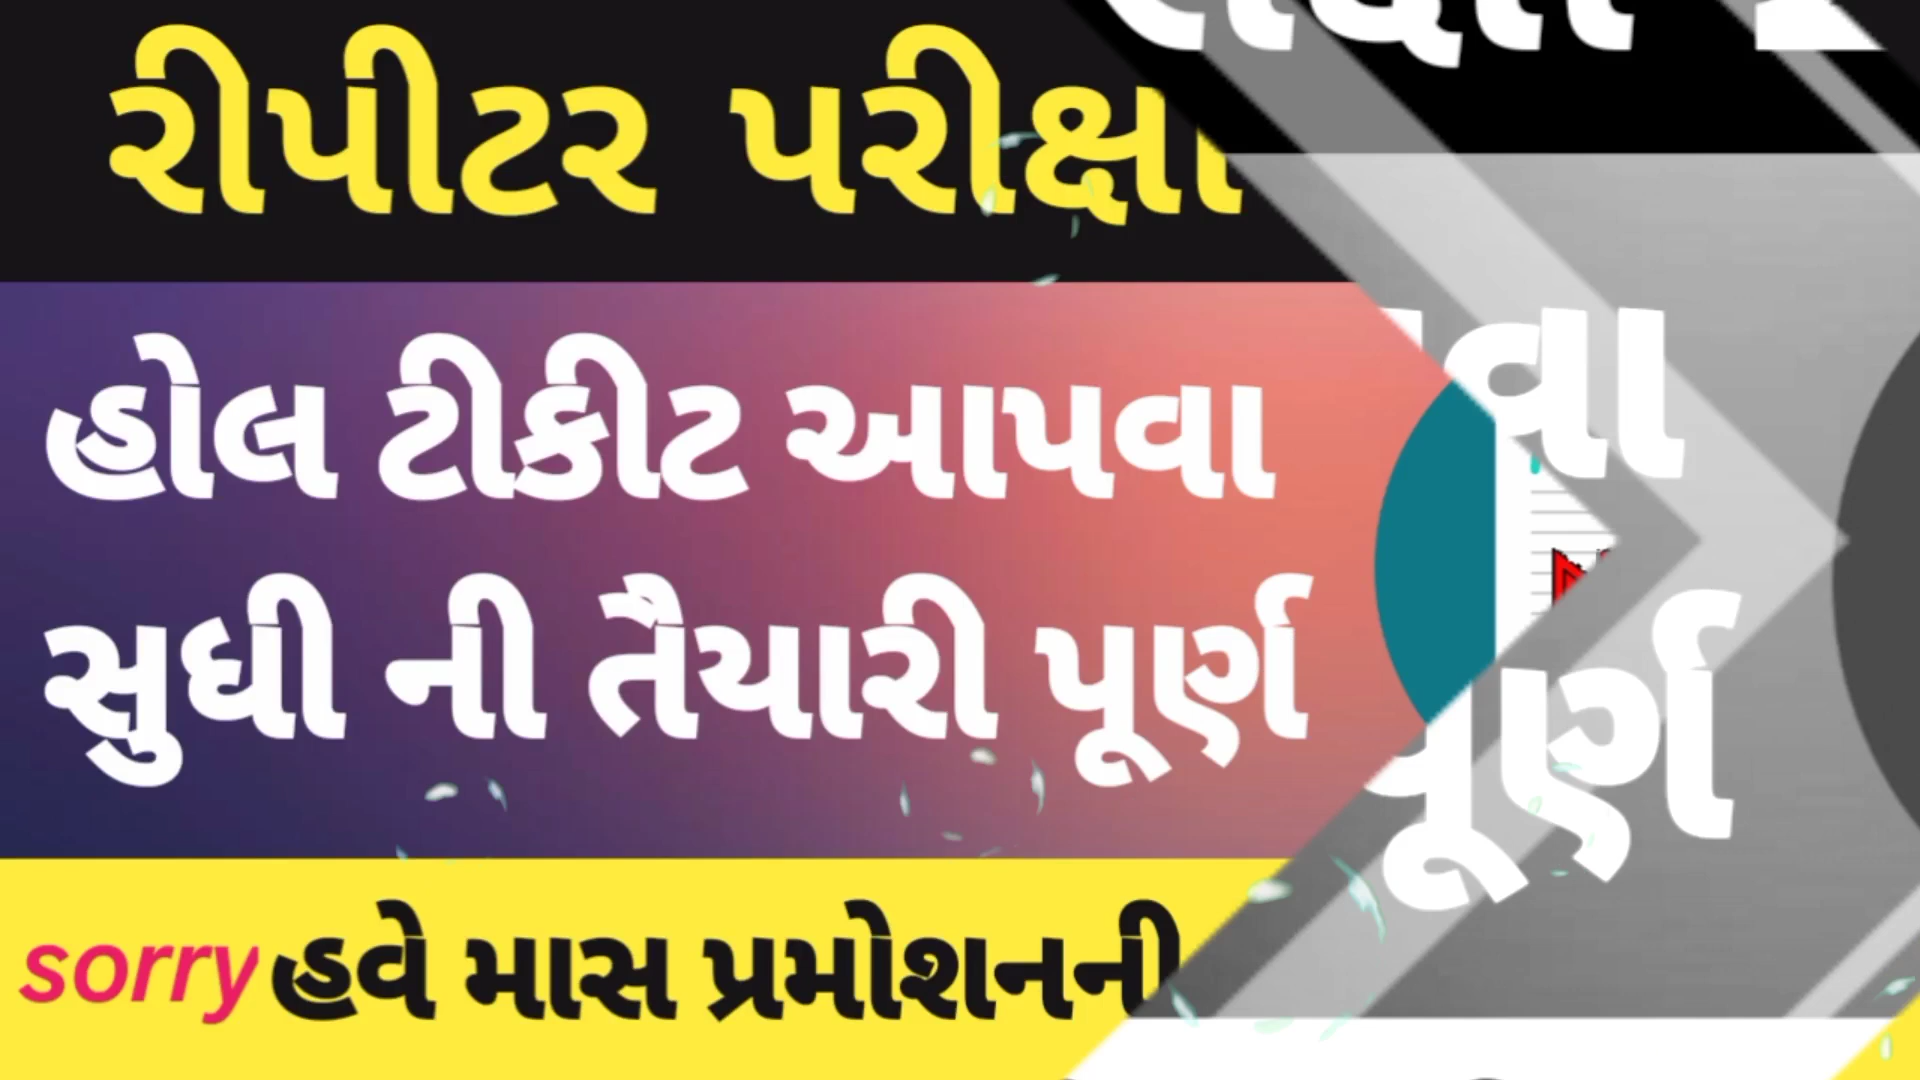 રીપીટર પરીક્ષા
હોલ ટીકીટ આપવા
સુધી ની તૈયારી પૂર્ણ
sorry હવે માસ પ્રમોશનની
વા
પૂર્ણ